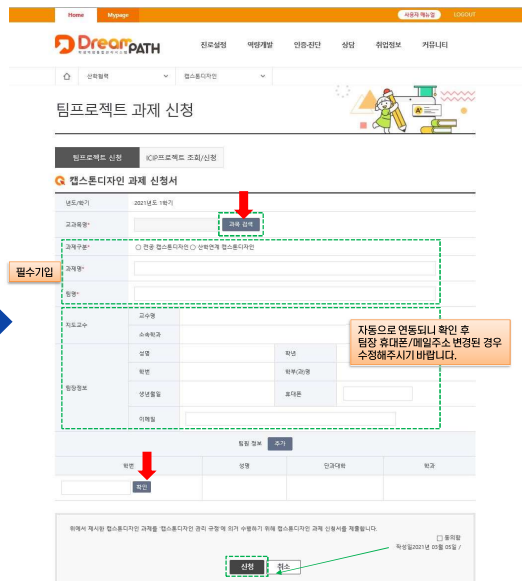 Home Mypage 사용자 매뉴얼 LOGOUT
DreamPATH 진로설정 역량개발 인증·진단 상담 취업정보 커뮤니티
산학협력 캡스톤디자인
팀프로젝트 과제 신청
팀프로젝트 신청 ICIP프로젝트 조회/신청
캡스톤디자인 과제 신청서
년도/학기 2021년도 1학기
교과목명* 과목 검색
과제구분* 전공 캡스톤디자인 산학연계 캡스톤디자인
필수기입
과제명*
팀명*
지도교수 교수명
소속학과
자동으로 연동되니 확인 후
팀장 휴대폰/메일주소 변경된 경우
수정해주시기 바랍니다.
팀장정보 성명 학년
학번 학부(과)명
생년월일 휴대폰
이메일
팀원 정보 추가
학번 성명 단과대학 학과
확인
위에서 제시된 캡스톤디자인 과제를 '캡스톤디자인 관리 규정'에 의거 수행하기 위해 캡스톤디자인 과제 신청서를 제출합니다.
동의함
작성일2021년 03월 05일 /
신청 취소